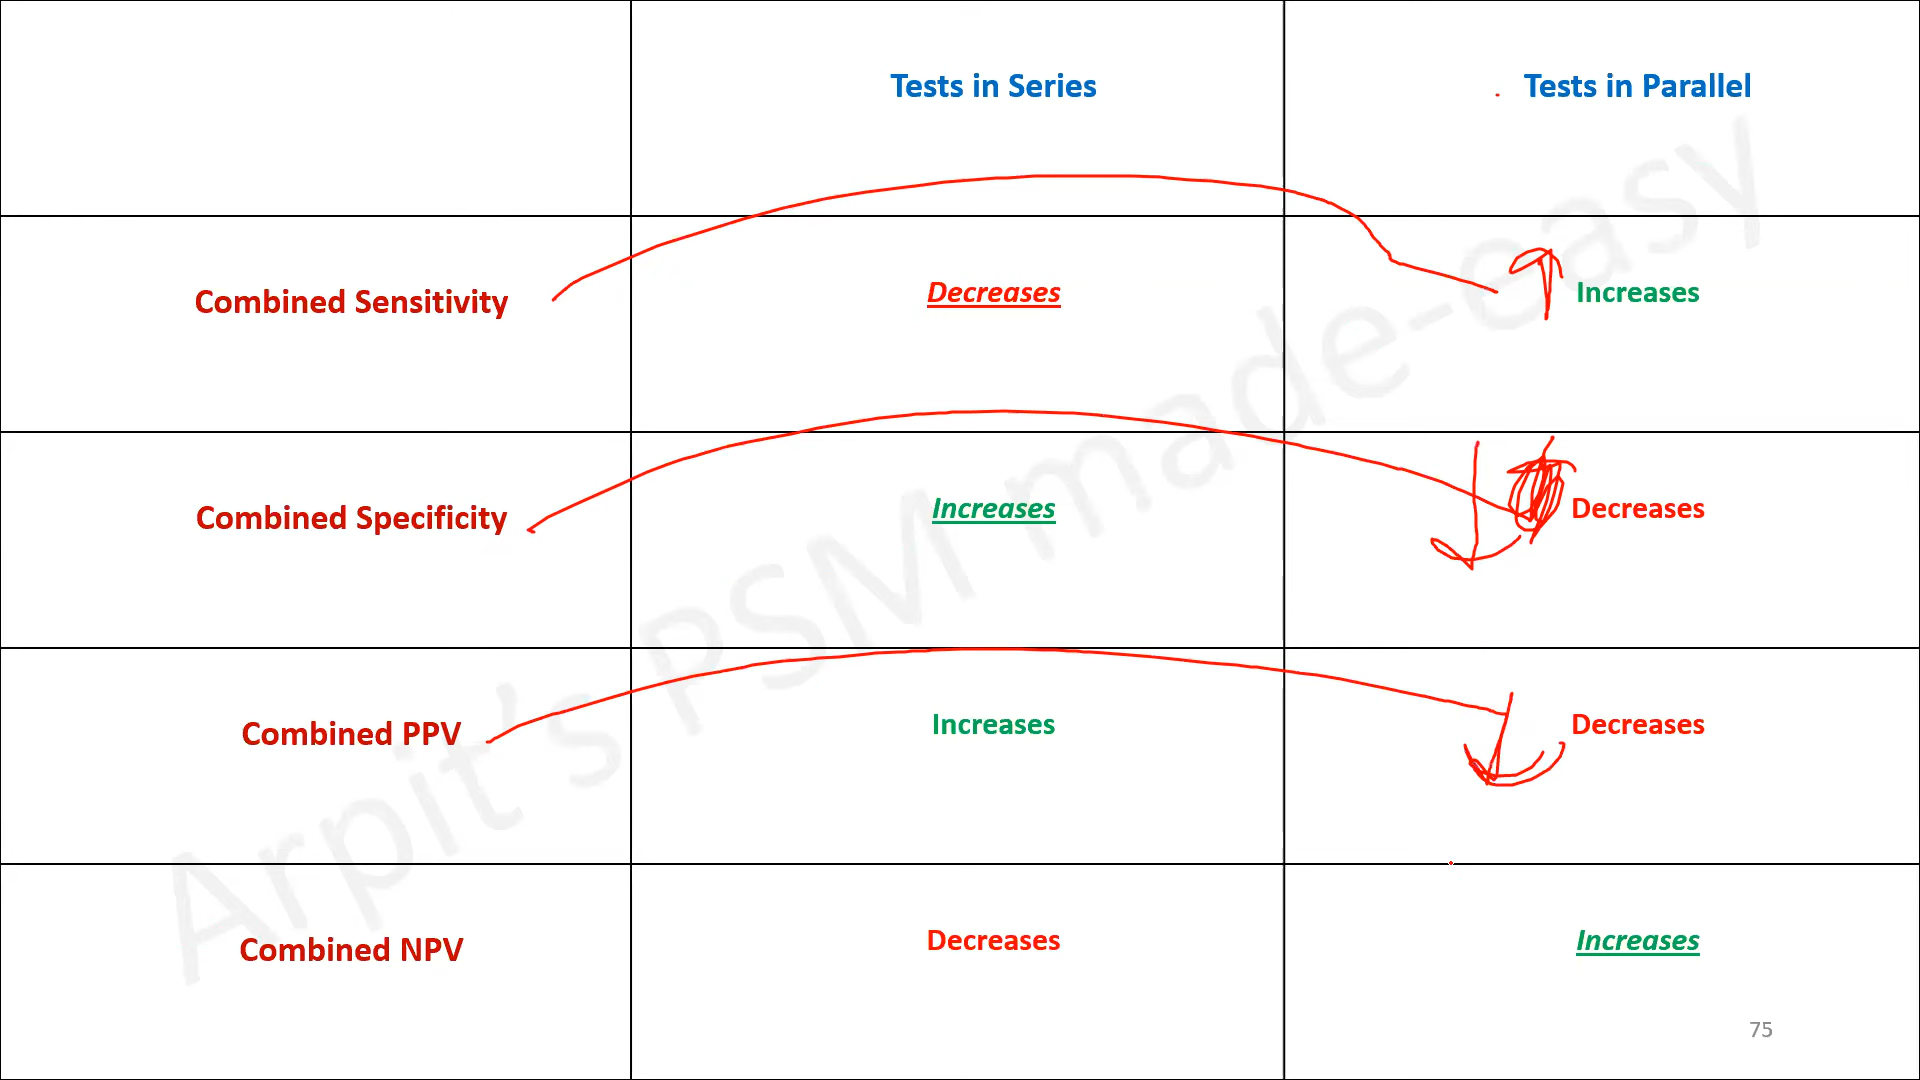 Tests in Series
Tests in Parallel
Combined Sensitivity
Decreases
Increases
Combined Specificity
Increases
Decreases
Combined PPV
Increases
Decreases
Combined NPV
Decreases
Increases
Arpit's PSM made-easy
75